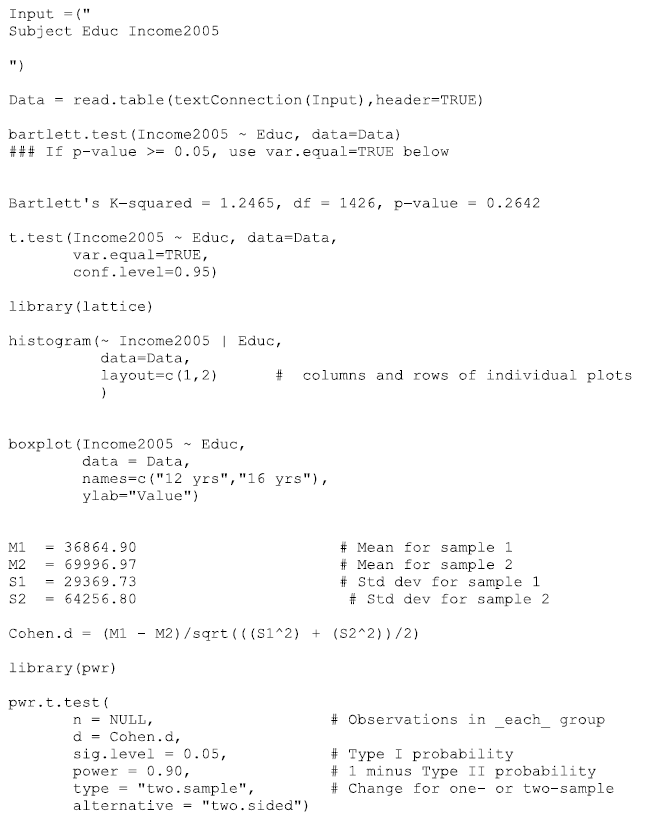 Input =("
Subject Educ Income2005
")
Data = read.table(textConnection(Input),header=TRUE)
bartlett.test(Income2005 ~ Educ, data=Data)
### If p-value >= 0.05, use var.equal=TRUE below
Bartlett's K-squared = 1.2465, df = 1426, p-value = 0.2642
t.test(Income2005 ~ Educ, data=Data,
var.equal=TRUE,
conf.level=0.95)
library(lattice)
histogram(~ Income2005 | Educ,
data=Data,
layout=c(1,2) # columns and rows of individual plots
)
boxplot(Income2005 ~ Educ,
data = Data,
names=c("12 yrs","16 yrs"),
ylab="Value")
M1 = 36864.90 # Mean for sample 1
M2 = 69996.97 # Mean for sample 2
S1 = 29369.73 # Std dev for sample 1
S2 = 64256.80 # Std dev for sample 2
Cohen.d = (M1 - M2)/sqrt(((S1^2) + (S2^2))/2)
library(pwr)
pwr.t.test(
n = NULL, # Observations in _each_ group
d = Cohen.d,
sig.level = 0.05, # Type I probability
power = 0.90, # 1 minus Type II probability
type = "two.sample", # Change for one- or two-sample
alternative = "two.sided")